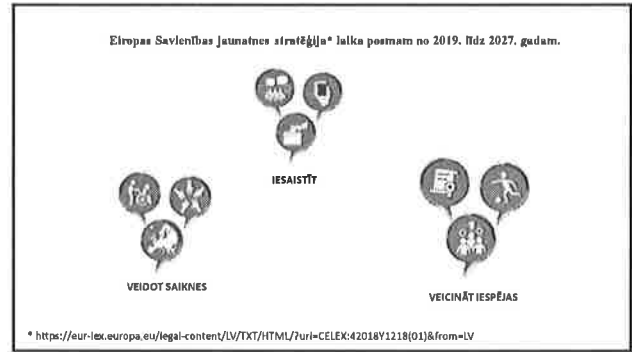 Eiropas Savienības jaunatnes stratēģija* laika posmam no 2019. līdz 2027. gadam.
IESAISTĪT
VEIDOT SAIKNES
VEICINĀT IESPĒJAS
* https://eur-lex.europa.eu/legal-content/LV/TXT/HTML/?uri=CELEX:42018Y1218(01)&from=LV